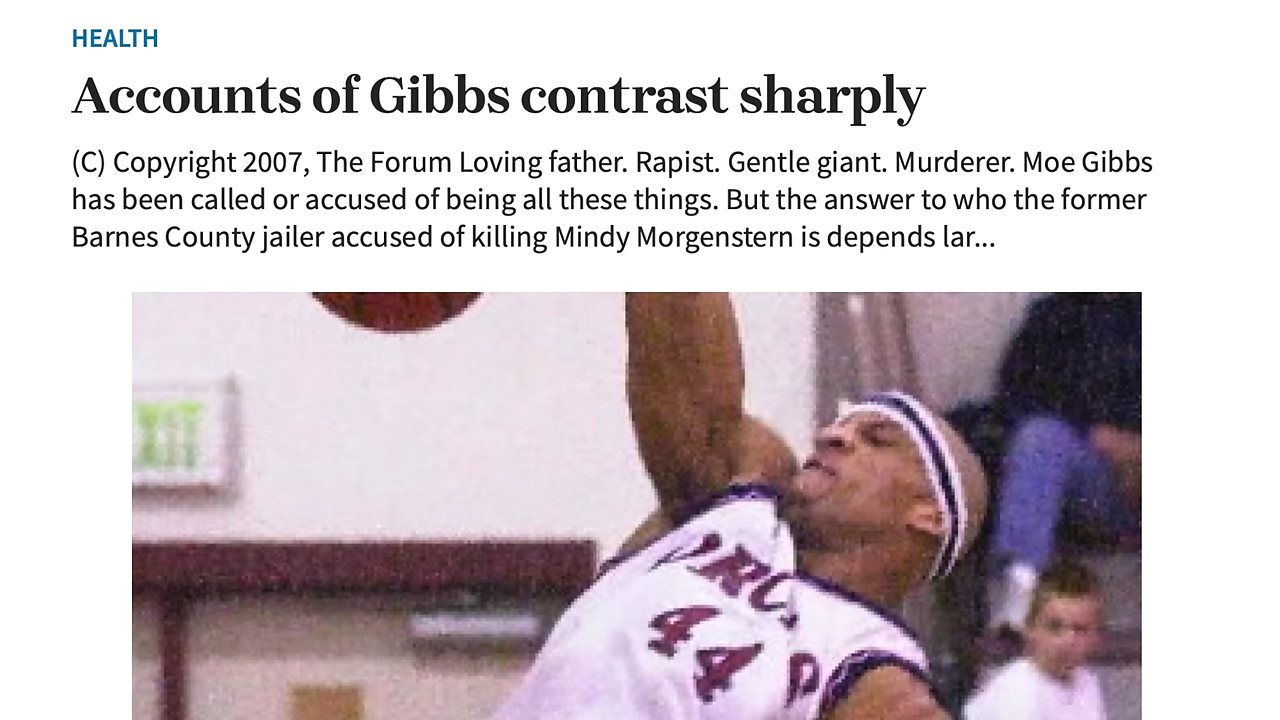 HEALTH
Accounts of Gibbs contrast sharply
(C) Copyright 2007, The Forum Loving father. Rapist. Gentle giant. Murderer. Moe Gibbs
has been called or accused of being all these things. But the answer to who the former
Barnes County jailer accused of killing Mindy Morgenstern is depends lar...
EXIT
44